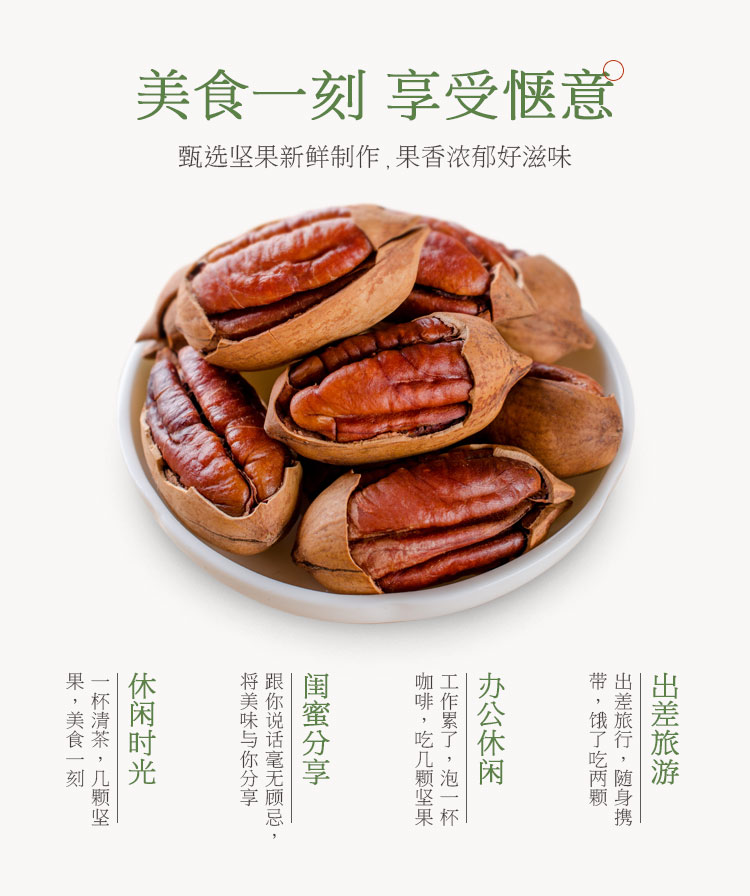 美食一刻 享受惬意
甄选坚果新鲜制作,果香浓郁好滋味
出差旅游
出差旅行,随身携
带,饿了吃两颗
办公休闲
工作累了,泡一杯
咖啡,吃几颗坚果
闺蜜分享
跟你说话毫无顾忌,
将美味与你分享
休闲时光
一杯清茶,几颗坚
果,美食一刻